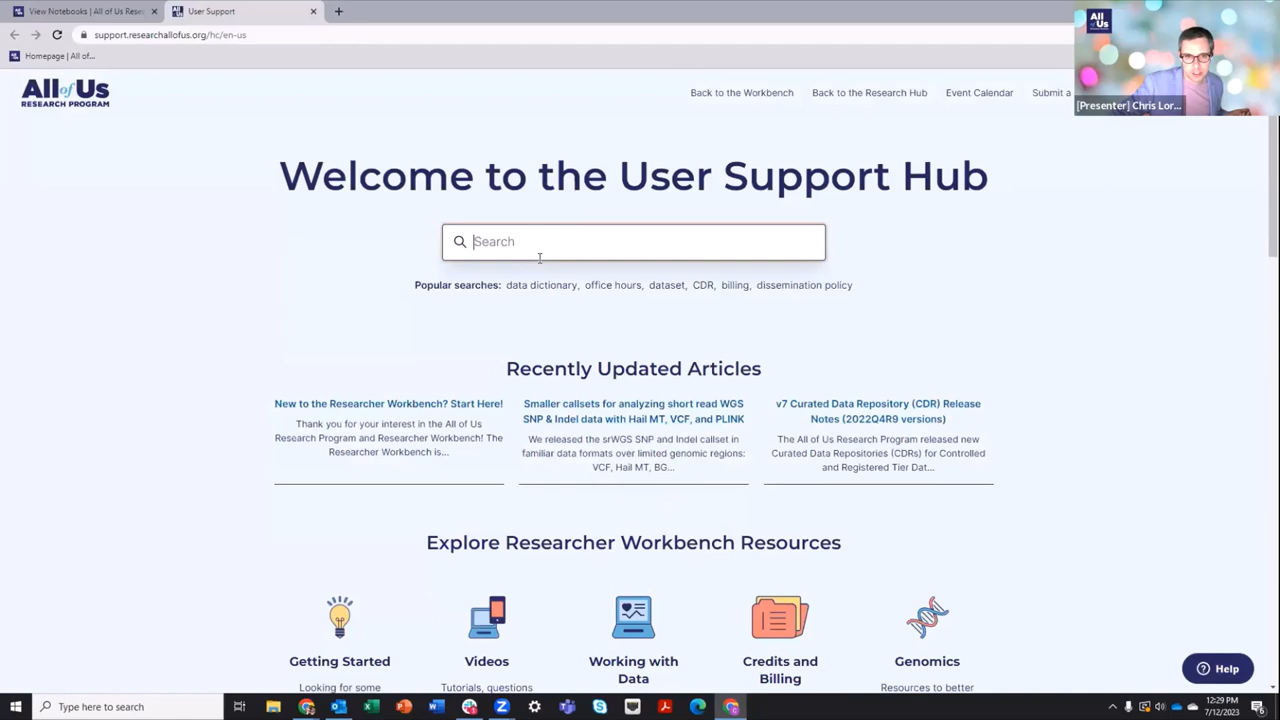 View Notebooks | All of Us Rese
User Support
support.researchallofus.org/hc/en-us
Homepage | All of...
All of Us
RESEARCH PROGRAM
Back to the Workbench
Back to the Research Hub
Event Calendar
Submit a
All of Us
[Presenter] Chris Lor...
Welcome to the User Support Hub
Search
Popular searches: data dictionary, office hours, dataset, CDR, billing, dissemination policy
Recently Updated Articles
New to the Researcher Workbench? Start Here!
Thank you for your interest in the All of Us
Research Program and Researcher Workbench! The
Researcher Workbench is...
Smaller callsets for analyzing short read WGS
SNP & Indel data with Hail MT, VCF, and PLINK
We released the srWGS SNP and Indel callset in
familiar data formats over limited genomic regions:
VCF, Hail MT, BG...
v7 Curated Data Repository (CDR) Release
Notes (2022Q4R9 versions)
The All of Us Research Program released new
Curated Data Repositories (CDRs) for Controlled
and Registered Tier Dat...
Explore Researcher Workbench Resources
Getting Started
Looking for some
Videos
Tutorials, questions
Working with
Data
Credits and
Billing
Genomics
Resources to better
Help
Type here to search
12:29 PM
7/12/2023